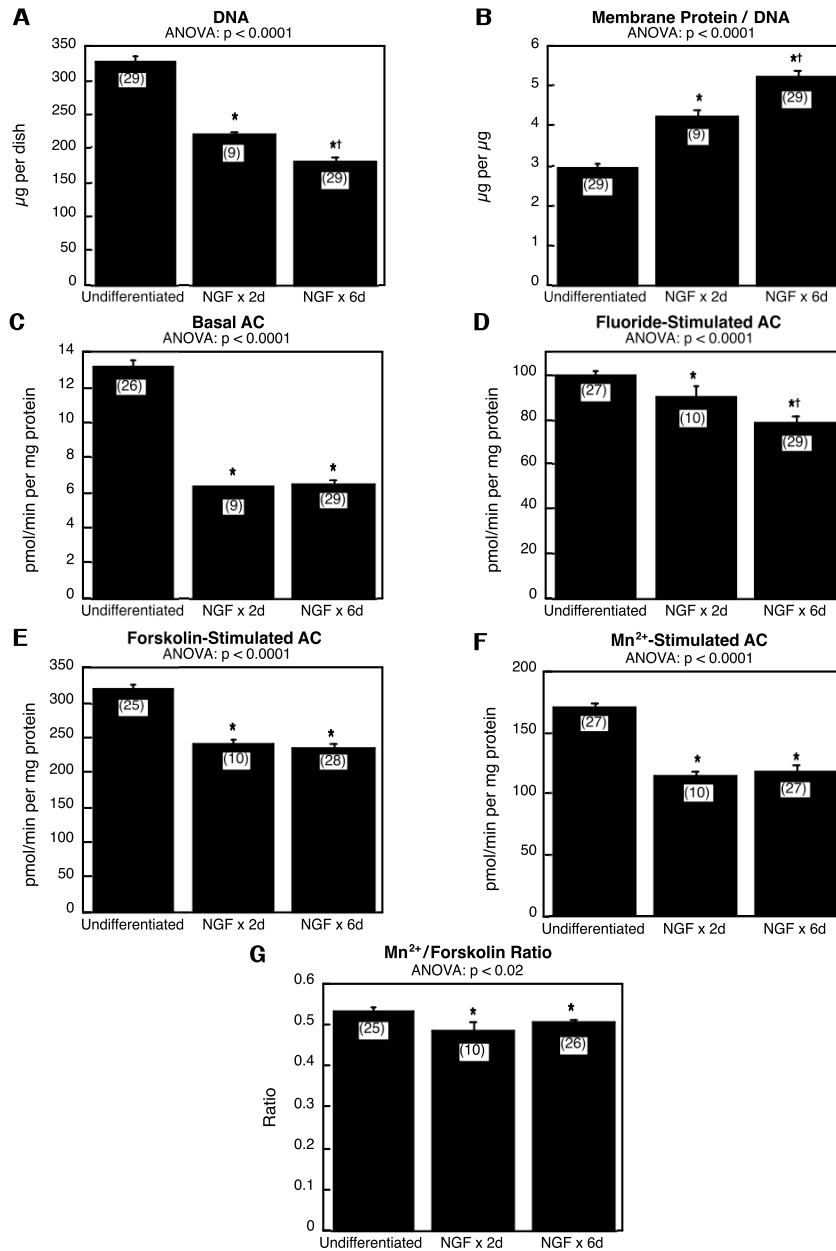 A
DNA
ANOVA: p < 0.0001
350
300
250
200
150
100
50
0
µg per dish
(29)
*
(9)
*†
(29)
Undifferentiated NGF x 2d NGF x 6d
B
Membrane Protein / DNA
ANOVA: p < 0.0001
6
5
4
3
2
1
0
µg per µg
(29)
*
(9)
*†
(29)
Undifferentiated NGF x 2d NGF x 6d
C
Basal AC
ANOVA: p < 0.0001
14
12
10
8
6
4
2
0
pmol/min per mg protein
(26)
*
(9)
*
(29)
Undifferentiated NGF x 2d NGF x 6d
D
Fluoride-Stimulated AC
ANOVA: p < 0.0001
100
80
60
40
20
0
pmol/min per mg protein
(27)
*
(10)
*†
(29)
Undifferentiated NGF x 2d NGF x 6d
E
Forskolin-Stimulated AC
ANOVA: p < 0.0001
350
300
250
200
150
100
50
0
pmol/min per mg protein
(25)
*
(10)
*
(28)
Undifferentiated NGF x 2d NGF x 6d
F
Mn²⁺-Stimulated AC
ANOVA: p < 0.0001
200
150
100
50
0
pmol/min per mg protein
(27)
*
(10)
*
(27)
Undifferentiated NGF x 2d NGF x 6d
G
Mn²⁺/Forskolin Ratio
ANOVA: p < 0.02
0.6
0.5
0.4
0.3
0.2
0.1
0
Ratio
(25)
*
(10)
*
(26)
Undifferentiated NGF x 2d NGF x 6d